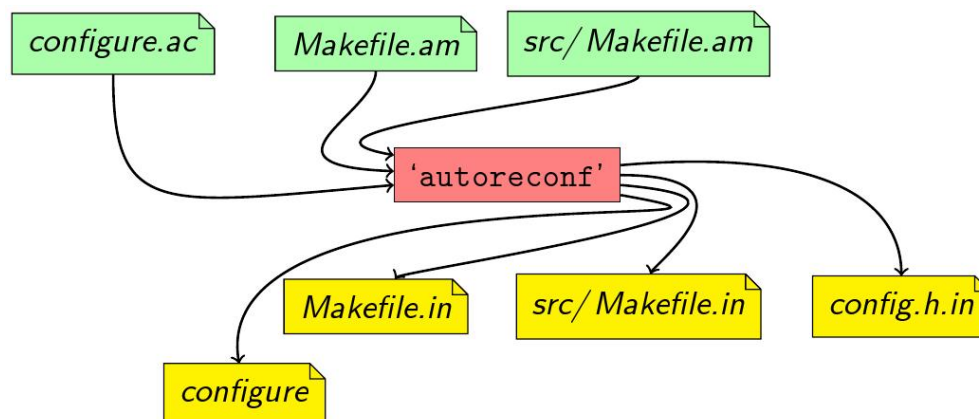 configure.ac
Makefile.am
src/ Makefile.am
‘autoreconf’
Makefile.in
src/ Makefile.in
config.h.in
configure